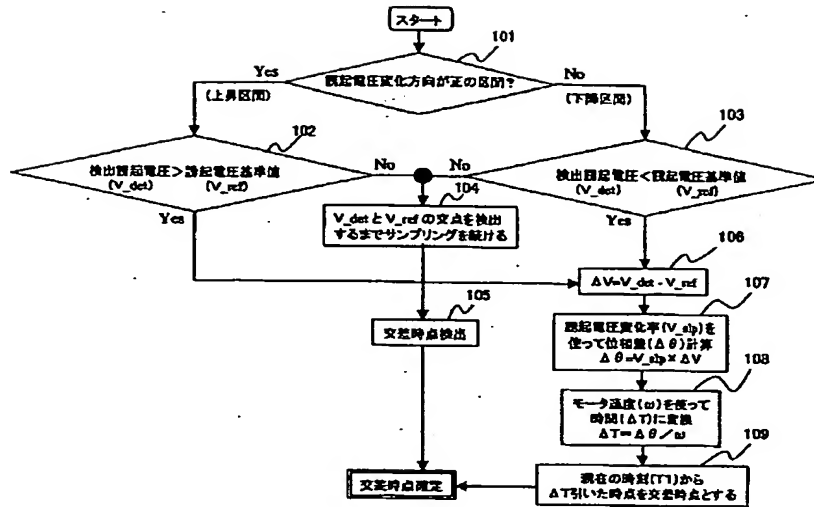 スタート
101
誘起電圧変化方向が正の区間?
Yes
No
(上昇区間)
(下降区間)
102
103
検出誘起電圧>誘起電圧基準値
(V_det) (V_ref)
No
No
検出誘起電圧<誘起電圧基準値
(V_det) (V_ref)
Yes
Yes
104
V_detとV_refの交点を検出
するまでサンプリングを続ける
106
ΔV=V_det - V_ref
105
交差時点検出
107
誘起電圧変化率(V_slp)を
使って位相差(Δθ)計算
Δθ=V_slp×ΔV
108
モータ速度(ω)を使って
時間(ΔT)に変換
ΔT=Δθ/ω
109
現在の時刻(T1)から
ΔT引いた時点を交差時点とする
交差時点確定